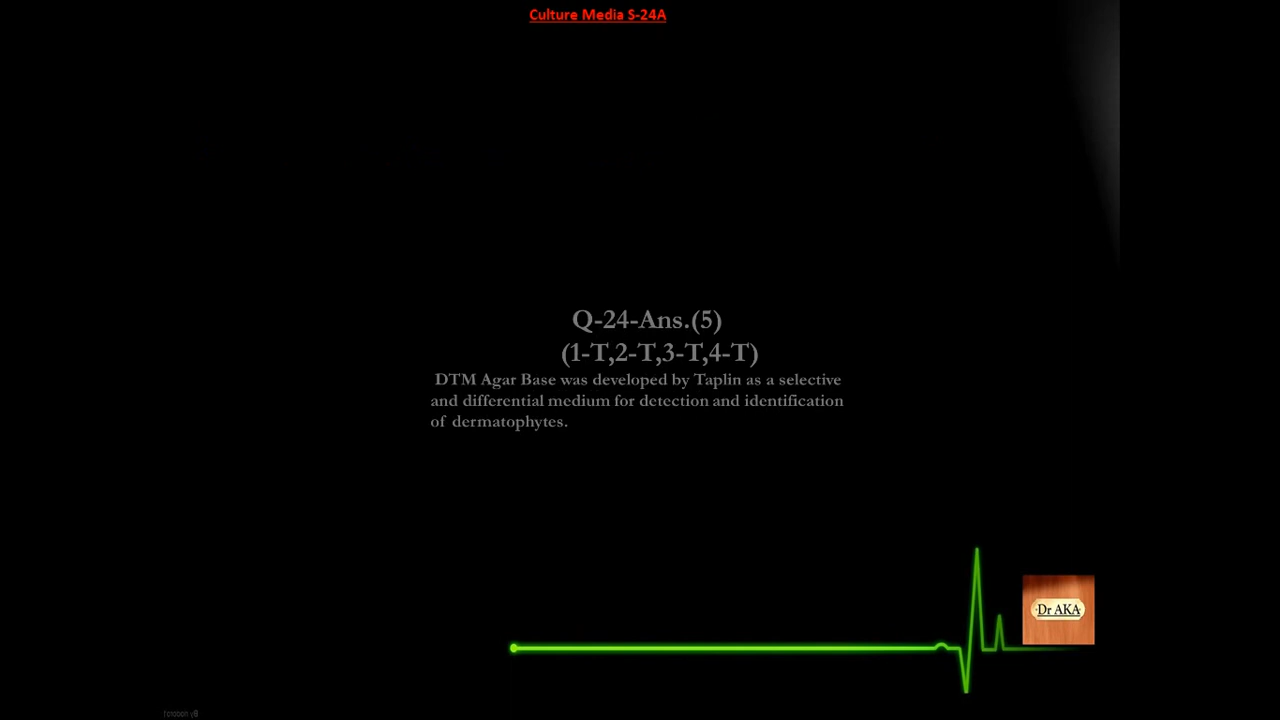 Culture Media S-24A
Q-24-Ans.(5)
(1-T,2-T,3-T,4-T)
DTM Agar Base was developed by Taplin as a selective
and differential medium for detection and identification
of dermatophytes.
Dr AKA